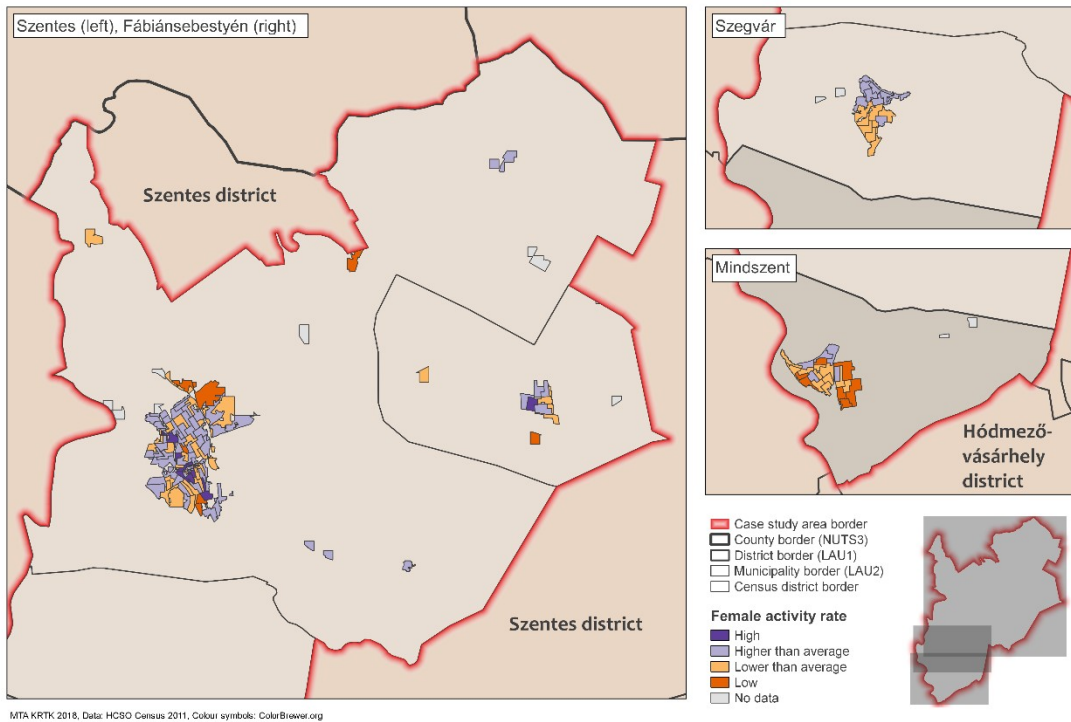 Szentes (left), Fábiánsebestyén (right)
Szentes district
Szentes district
Szegvár
Mindszent
Hódmező-
vásárhely
district
Case study area border
County border (NUTS3)
District border (LAU1)
Municipality border (LAU2)
Census district border
Female activity rate
High
Higher than average
Lower than average
Low
No data
MTA KRTK 2018, Data: HCSO Census 2011, Colour symbols: ColorBrewer.org